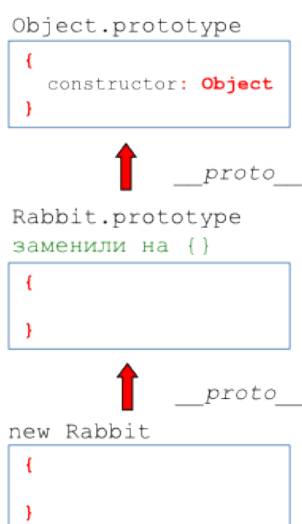 Object.prototype
{
constructor: Object
}
__proto__
Rabbit.prototype
заменили на {}
{
}
__proto__
new Rabbit
{
}